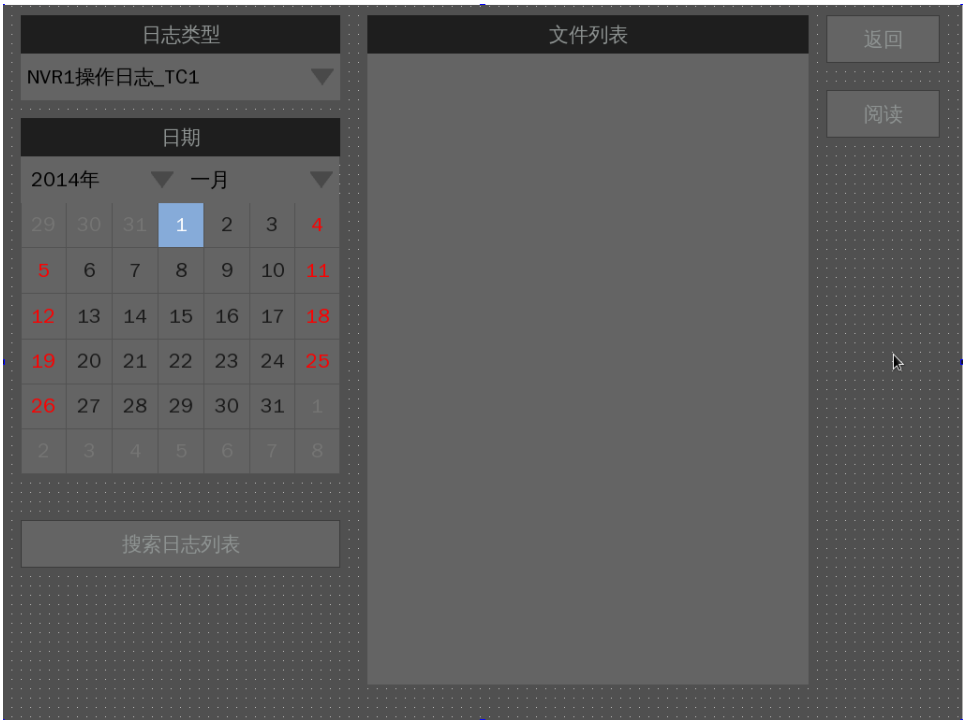 日志类型
NVR1操作日志_TC1
日期
2014年 一月
29 30 31 1 2 3 4
5 6 7 8 9 10 11
12 13 14 15 16 17 18
19 20 21 22 23 24 25
26 27 28 29 30 31 1
2 3 4 5 6 7 8
搜索日志列表
文件列表
返回
阅读